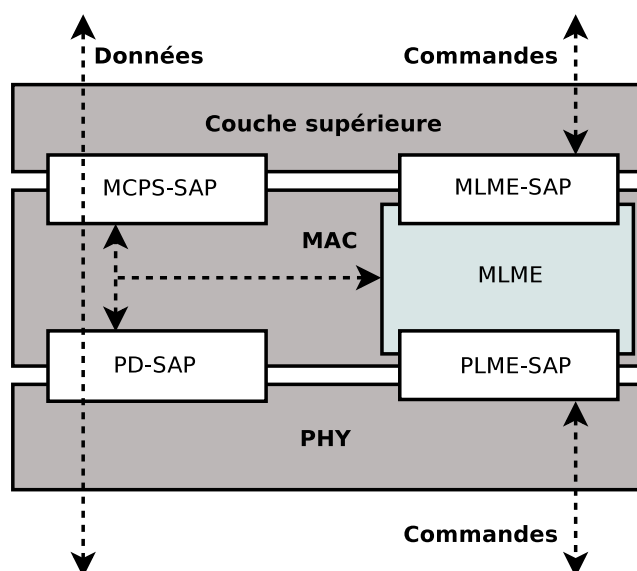 Données
Commandes
Couche supérieure
MCPS-SAP
MLME-SAP
MAC
MLME
PD-SAP
PLME-SAP
PHY
Commandes